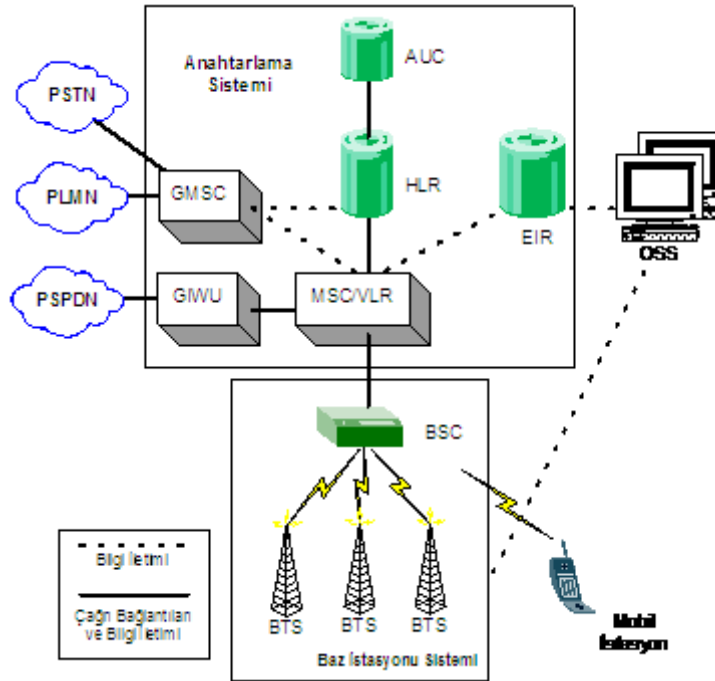 Anahtarlama
Sistemi
AUC
PSTN
PLMN
GMSC
HLR
EIR
OSS
PSPDN
GIWU
MSC/VLR
BSC
BTS
BTS
BTS
Baz İstasyonu Sistemi
Mobil
İstasyon
Bilgi İletimi
Çağrı Bağlantıları
ve Bilgi İletimi